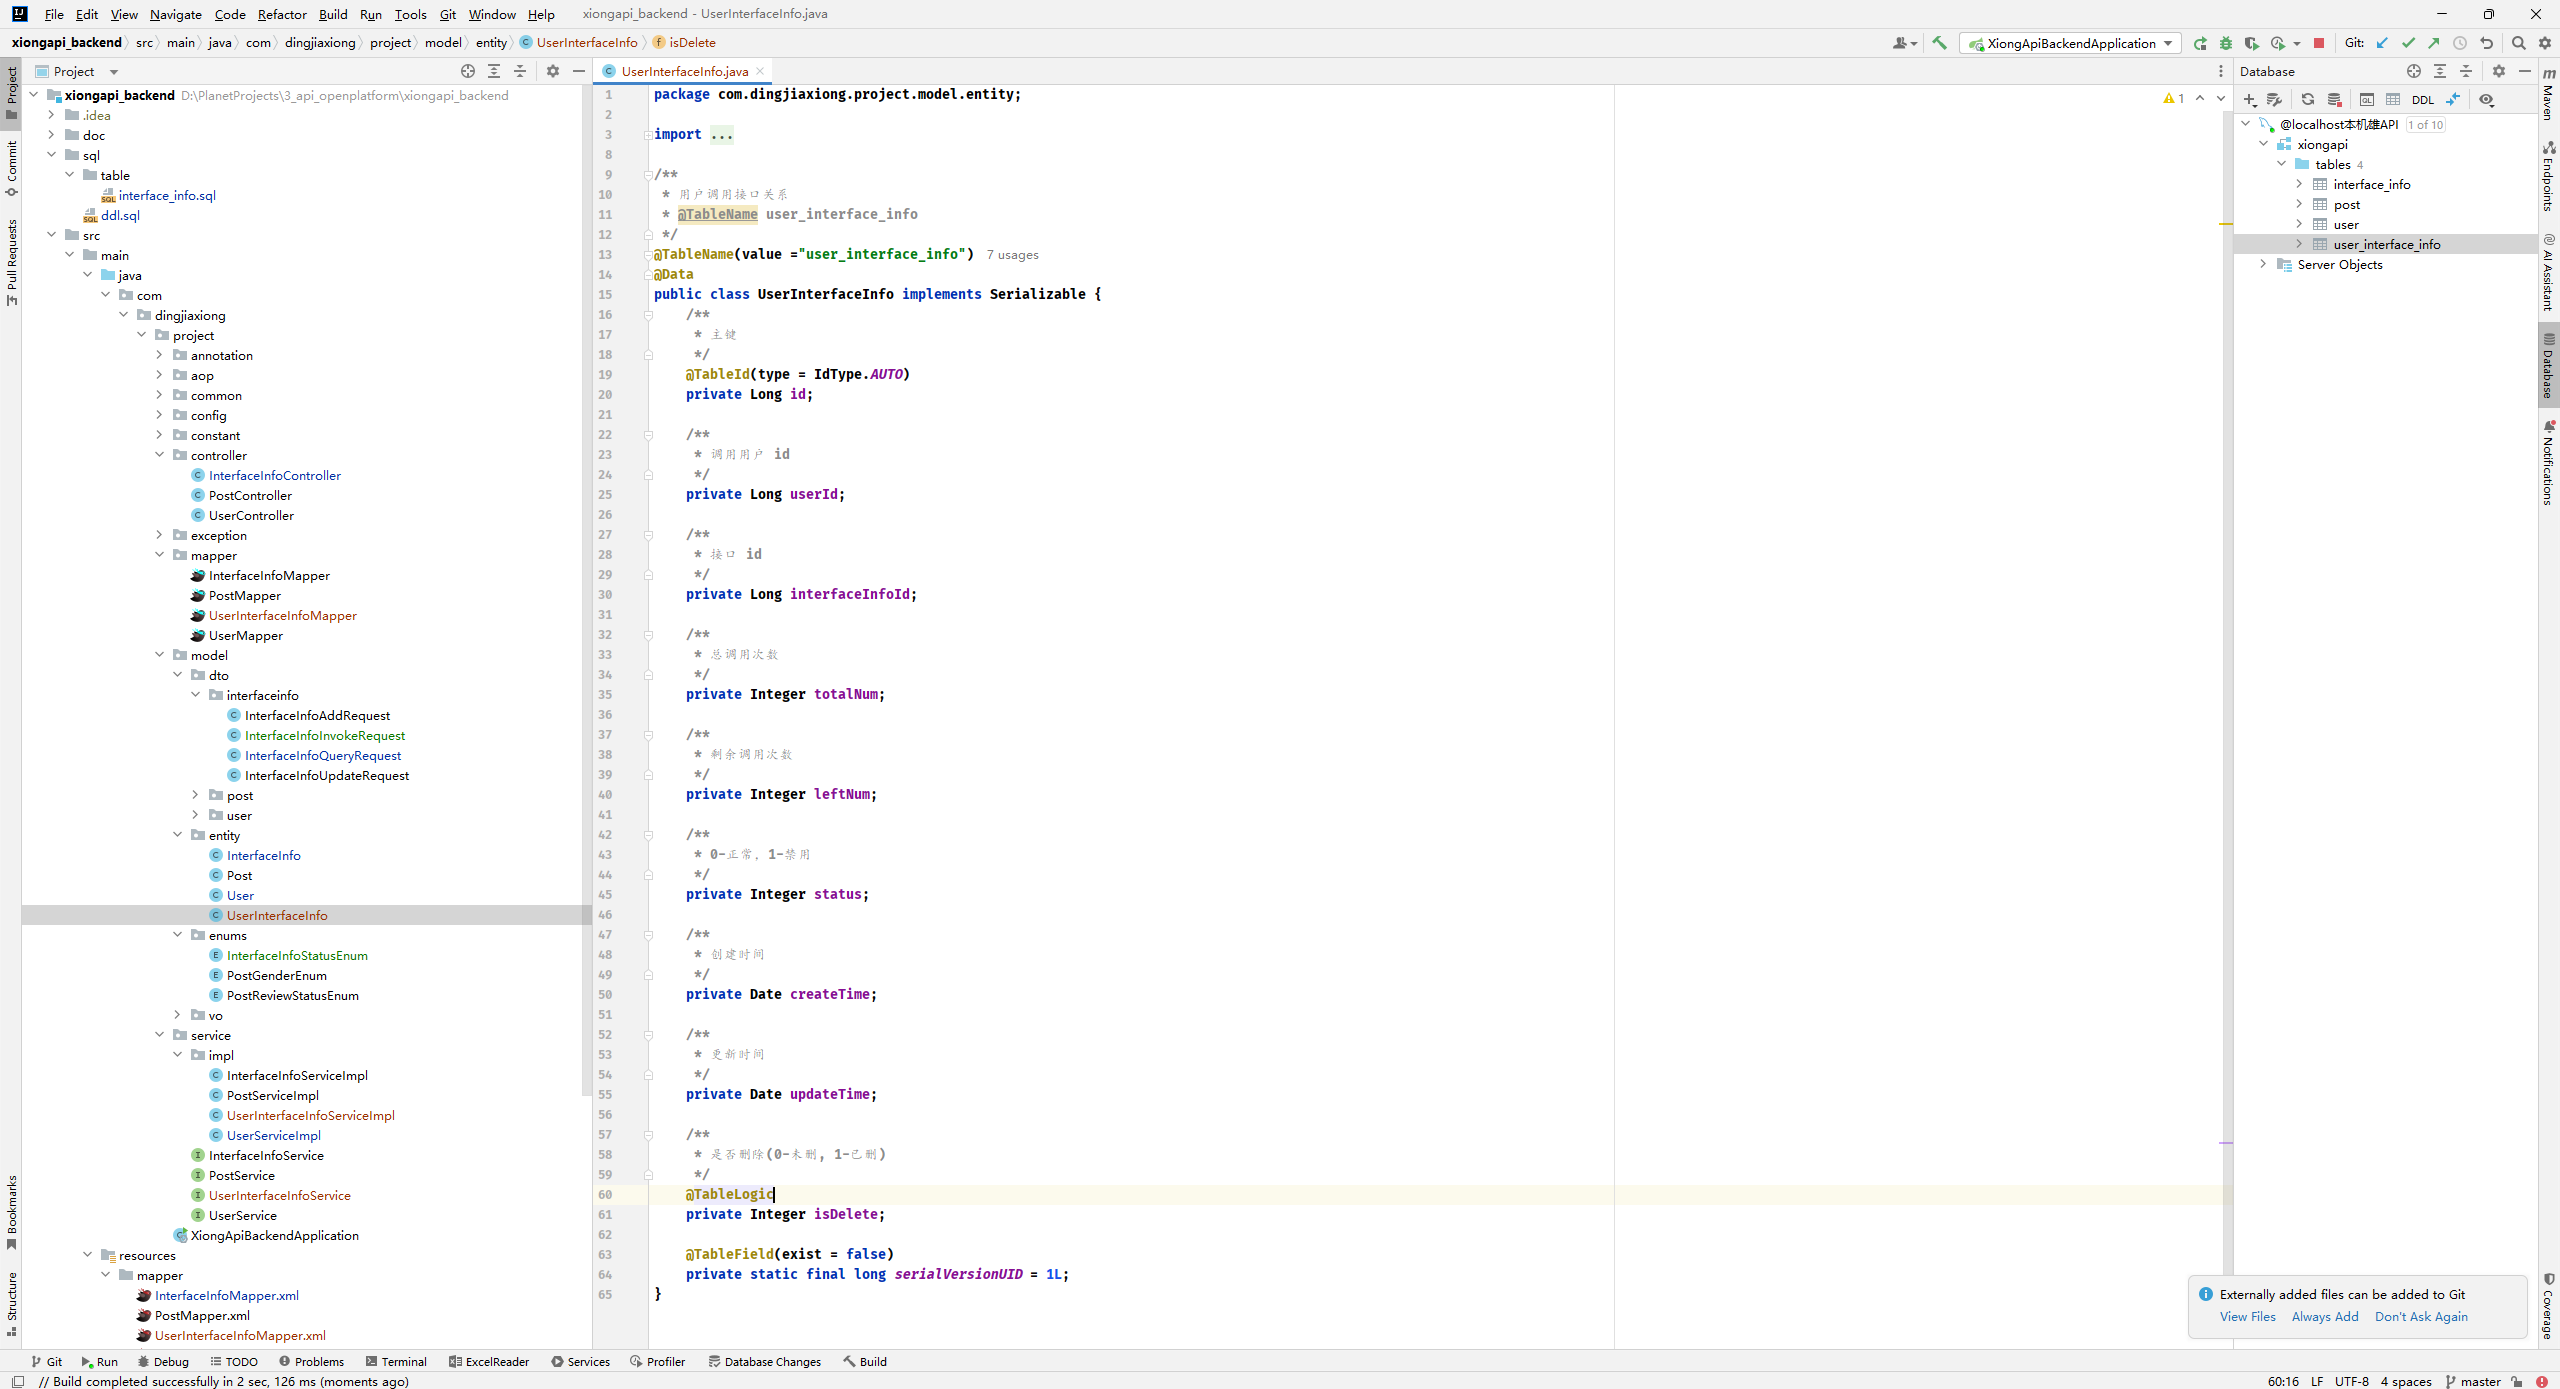 File Edit View Navigate Code Refactor Build Run Tools Git Window Help xiongapi_backend - UserInterfaceInfo.java
xiongapi_backend src main java com dingjiaxiong project model entity UserInterfaceInfo isDelete
XiongApiBackendApplication Git:
Project
Commit
Pull Requests
Bookmarks
Structure
Project
xiongapi_backend D:\PlanetProjects\3_api_openplatform\xiongapi_backend
.idea
doc
sql
table
interface_info.sql
ddl.sql
src
main
java
com
dingjiaxiong
project
annotation
aop
common
config
constant
controller
InterfaceInfoController
PostController
UserController
exception
mapper
InterfaceInfoMapper
PostMapper
UserInterfaceInfoMapper
UserMapper
model
dto
interfaceinfo
InterfaceInfoAddRequest
InterfaceInfoInvokeRequest
InterfaceInfoQueryRequest
InterfaceInfoUpdateRequest
post
user
entity
InterfaceInfo
Post
User
UserInterfaceInfo
enums
InterfaceInfoStatusEnum
PostGenderEnum
PostReviewStatusEnum
vo
service
impl
InterfaceInfoServiceImpl
PostServiceImpl
UserInterfaceInfoServiceImpl
UserServiceImpl
InterfaceInfoService
PostService
UserInterfaceInfoService
UserService
XiongApiBackendApplication
resources
mapper
InterfaceInfoMapper.xml
PostMapper.xml
UserInterfaceInfoMapper.xml
UserInterfaceInfo.java
1 package com.dingjiaxiong.project.model.entity;
2
3 import ...
8
9 /**
10 * 用户调用接口关系
11 * @TableName user_interface_info
12 */
13 @TableName(value ="user_interface_info") 7 usages
14 @Data
15 public class UserInterfaceInfo implements Serializable {
16 /**
17 * 主键
18 */
19 @TableId(type = IdType.AUTO)
20 private Long id;
21
22 /**
23 * 调用用户 id
24 */
25 private Long userId;
26
27 /**
28 * 接口 id
29 */
30 private Long interfaceInfoId;
31
32 /**
33 * 总调用次数
34 */
35 private Integer totalNum;
36
37 /**
38 * 剩余调用次数
39 */
40 private Integer leftNum;
41
42 /**
43 * 0-正常，1-禁用
44 */
45 private Integer status;
46
47 /**
48 * 创建时间
49 */
50 private Date createTime;
51
52 /**
53 * 更新时间
54 */
55 private Date updateTime;
56
57 /**
58 * 是否删除(0-未删, 1-已删)
59 */
60 @TableLogic
61 private Integer isDelete;
62
63 @TableField(exist = false)
64 private static final long serialVersionUID = 1L;
65 }
1
Database
DDL
@localhost本机雄API 1 of 10
xiongapi
tables 4
interface_info
post
user
user_interface_info
Server Objects
m
Maven
Endpoints
AI Assistant
Database
Notifications
Coverage
Externally added files can be added to Git
View Files Always Add Don't Ask Again
Git Run Debug TODO Problems Terminal ExcelReader Services Profiler Database Changes Build
// Build completed successfully in 2 sec, 126 ms (moments ago) 60:16 LF UTF-8 4 spaces master